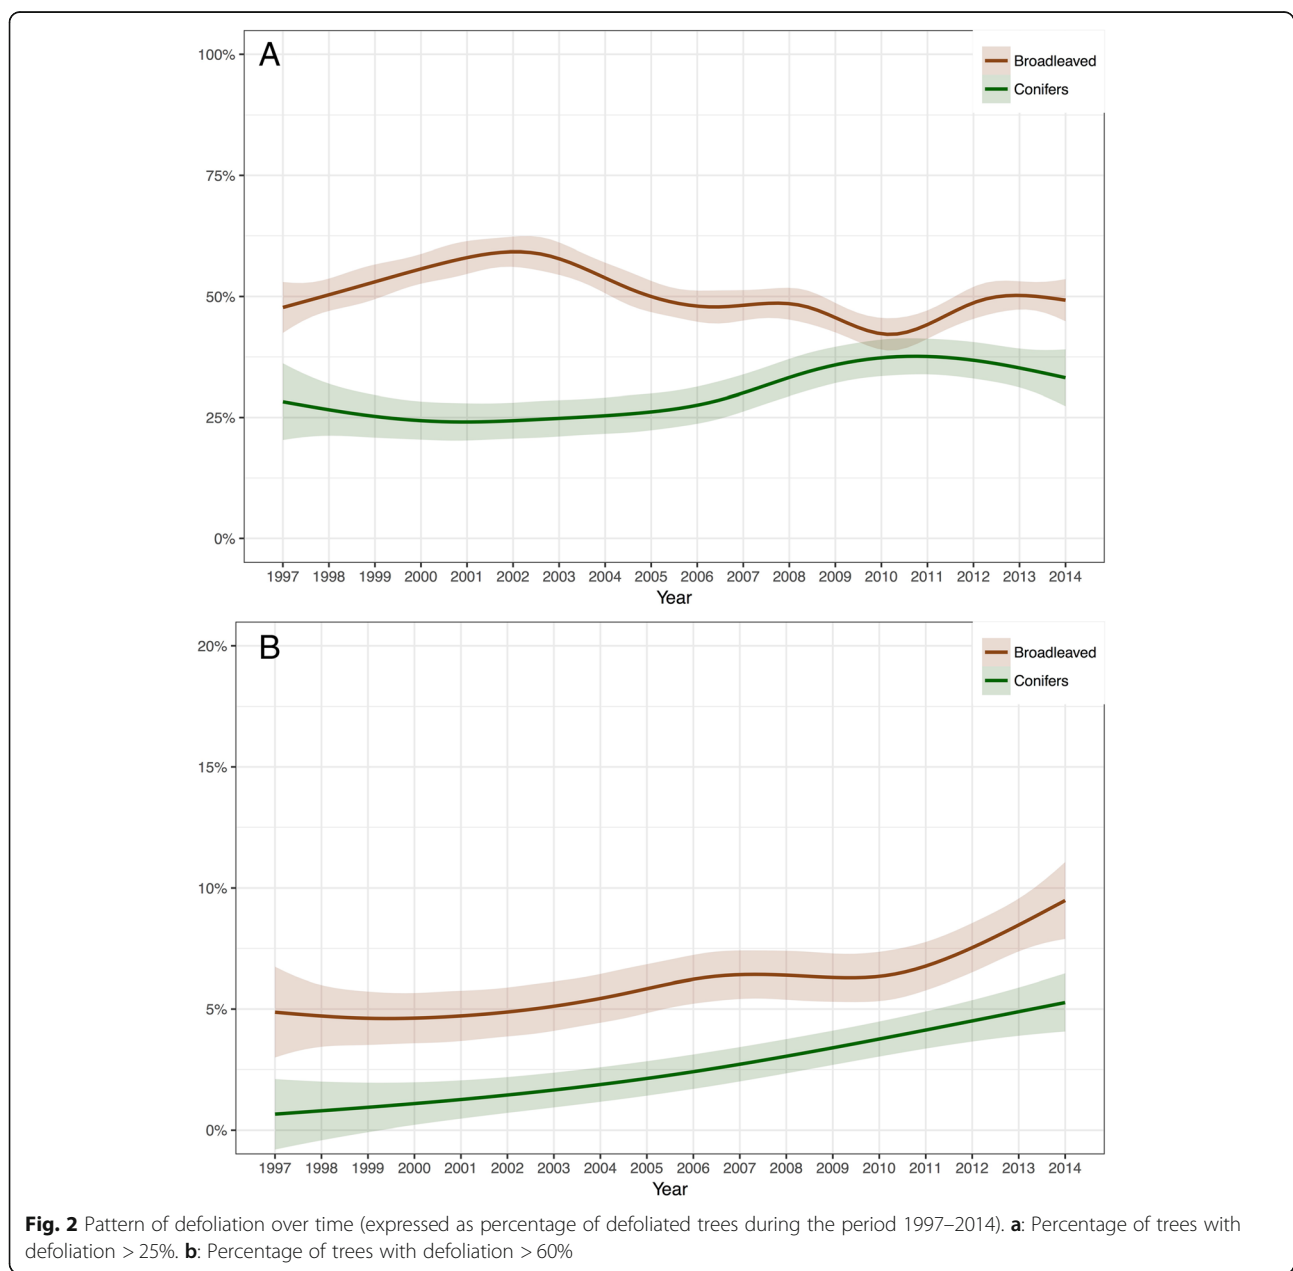 A
Broadleaved
Conifers
100%
75%
50%
25%
0%
1997 1998 1999 2000 2001 2002 2003 2004 2005 2006 2007 2008 2009 2010 2011 2012 2013 2014
Year
B
Broadleaved
Conifers
20%
15%
10%
5%
0%
1997 1998 1999 2000 2001 2002 2003 2004 2005 2006 2007 2008 2009 2010 2011 2012 2013 2014
Year
Fig. 2 Pattern of defoliation over time (expressed as percentage of defoliated trees during the period 1997–2014). a: Percentage of trees with
defoliation > 25%. b: Percentage of trees with defoliation > 60%